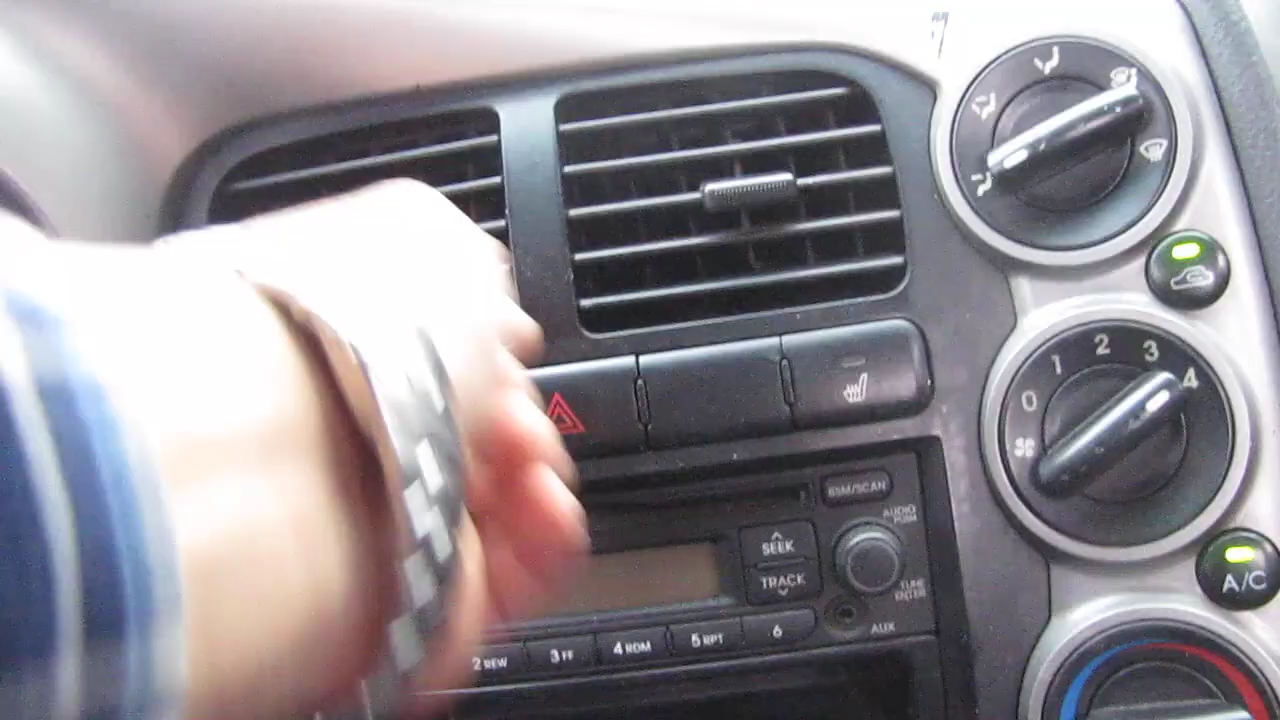 0 1 2 3 4
BSM/SCAN
AUDIO
PUSH
SEEK
TRACK
TUNE
ENTER
AUX
2 REW 3 FF 4 RDM 5 RPT 6
A/C